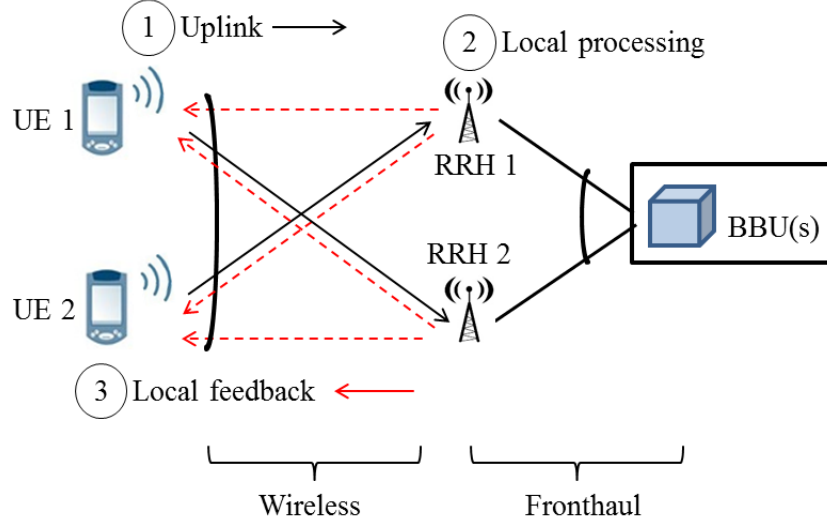 1 Uplink
2 Local processing
UE 1
RRH 1
BBU(s)
RRH 2
UE 2
3 Local feedback
Wireless
Fronthaul